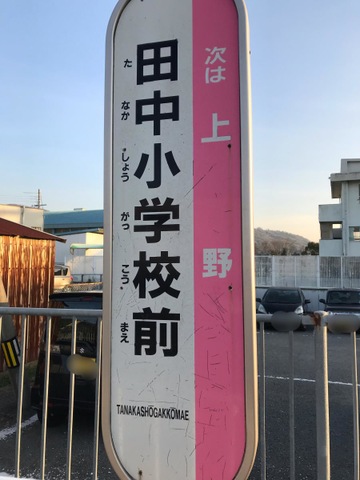 次は 上野
田中小学校前
た なか しょう がっ こう まえ
TANAKASHŌGAKKŌMAE